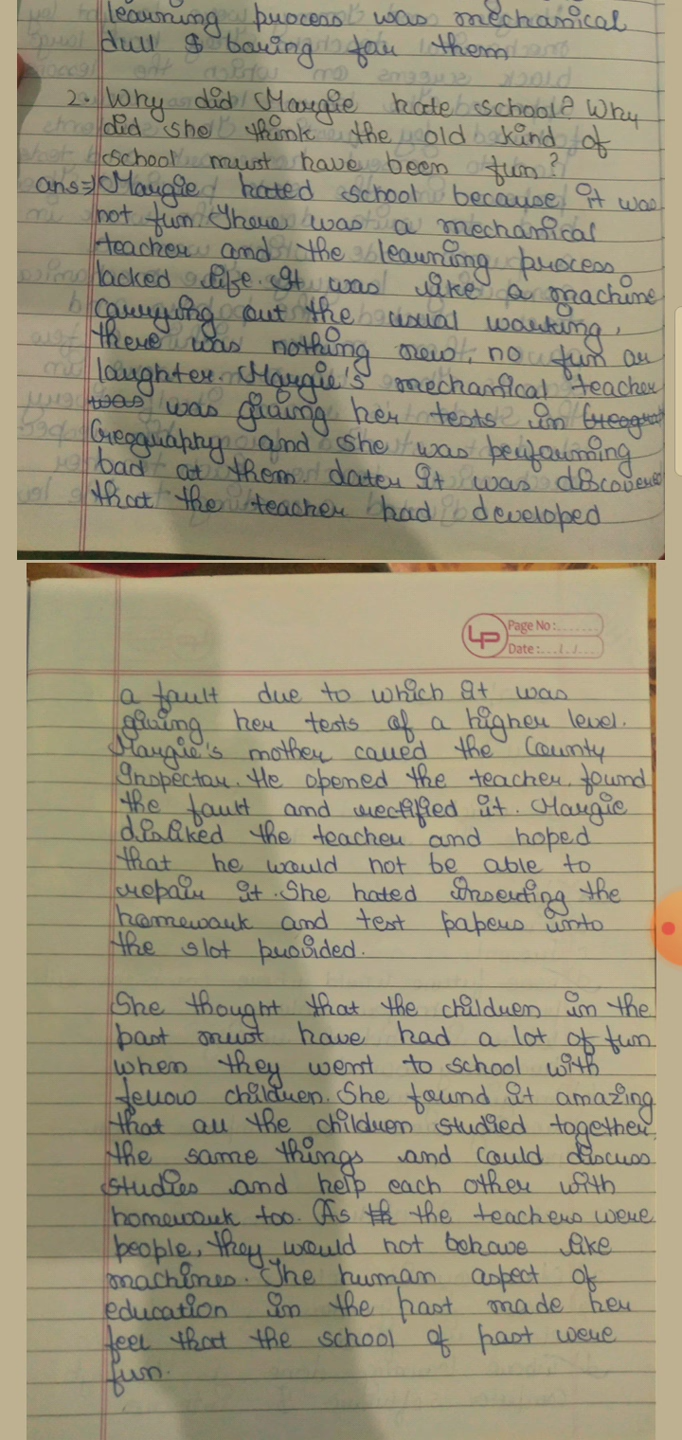 learning process was mechanical
dull & boring for them
2. Why did Margie hate school? Why
did she think the old kind of
school must have been fun?
ans⇒ Margie hated school because it was
not fun. There was a mechanical
teacher and the learning process
lacked life. It was like a machine
carrying out the usual working,
there was nothing new, no fun or
laughter. Margie's mechanical teacher
was was giving her tests in Geograp
Geography and she was performing
bad at them. Later it was discovered
that the teacher had developed
Page No:
Date:
a fault due to which it was
giving her tests of a higher level.
Margie's mother called the County
Inspector. He opened the teacher, found
the fault and rectified it. Margie
disliked the teacher and hoped
that he would not be able to
repair it. She hated inserting the
homework and test papers into
the slot provided.
She thought that the children in the
past must have had a lot of fun
when they went to school with
fellow children. She found it amazing
that all the children studied together
the same things and could discuss
studies and help each other with
homework too. As th the teachers were
people, they would not behave like
machines. The human aspect of
education in the past made her
feel that the school of past were
fun.